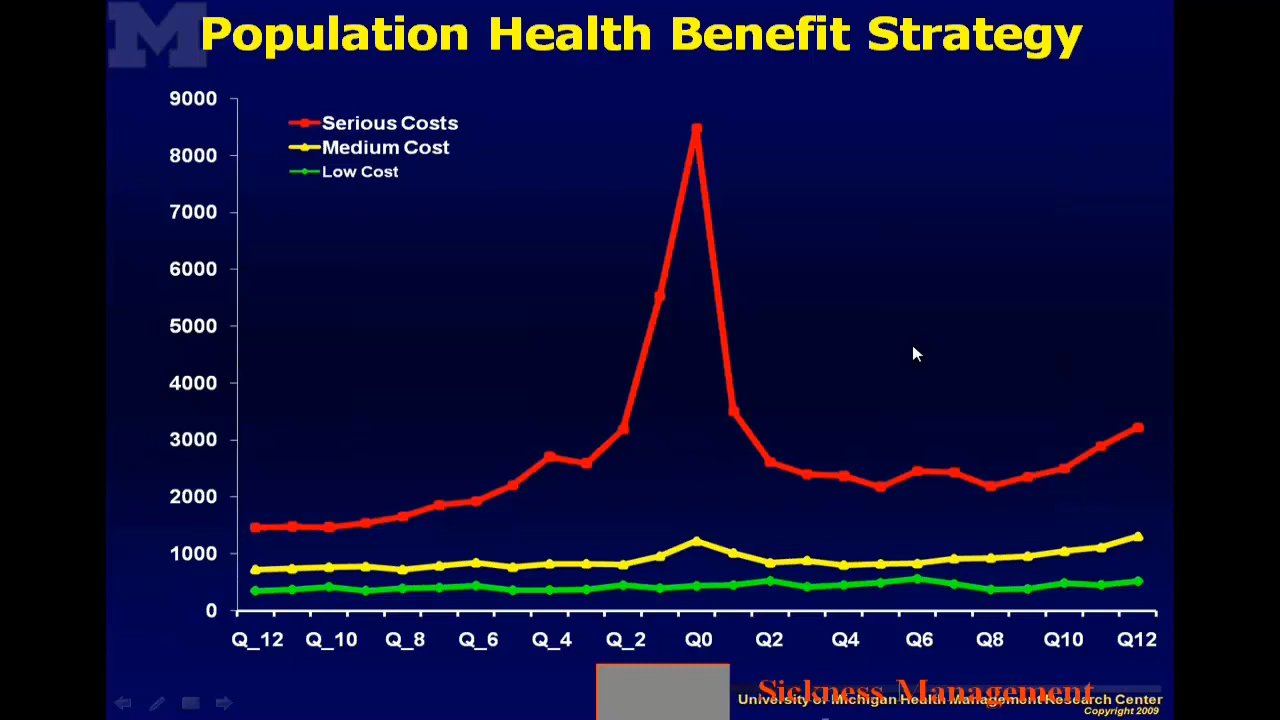 M
Population Health Benefit Strategy
9000
8000
7000
6000
5000
4000
3000
2000
1000
0
Serious Costs
Medium Cost
Low Cost
Q_12 Q_10 Q_8 Q_6 Q_4 Q_2 Q0 Q2 Q4 Q6 Q8 Q10 Q12
Sickness Management
University of Michigan Health Management Research Center
Copyright 2009